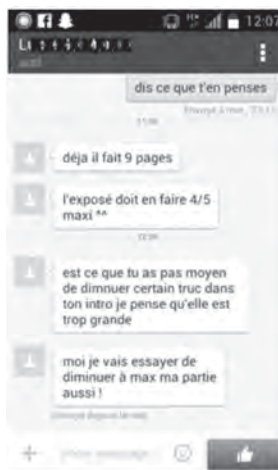 12:07
dis ce que t'en penses
déja il fait 9 pages
l'exposé doit en faire 4/5
maxi ^^
est ce que tu as pas moyen
de dimnuer certain truc dans
ton intro je pense qu'elle est
trop grande
moi je vais essayer de
diminuer à max ma partie
aussi !